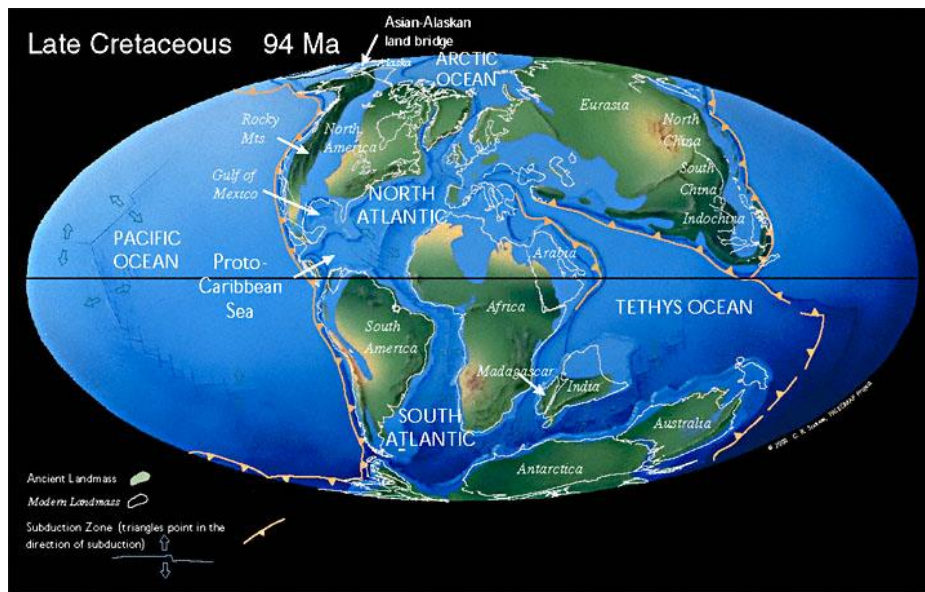 Late Cretaceous 94 Ma
Asian-Alaskan
land bridge
Alaska
ARCTIC
OCEAN
Eurasia
Rocky
Mts.
North
America
North
China
South
China
Indochina
Gulf of
Mexico
NORTH
ATLANTIC
PACIFIC
OCEAN
Proto-
Caribbean
Sea
Arabia
Africa
TETHYS OCEAN
South
America
Madagascar
India
SOUTH
ATLANTIC
Australia
Antarctica
Ancient Landmass
Modern Landmass
Subduction Zone (triangles point in the
direction of subduction)